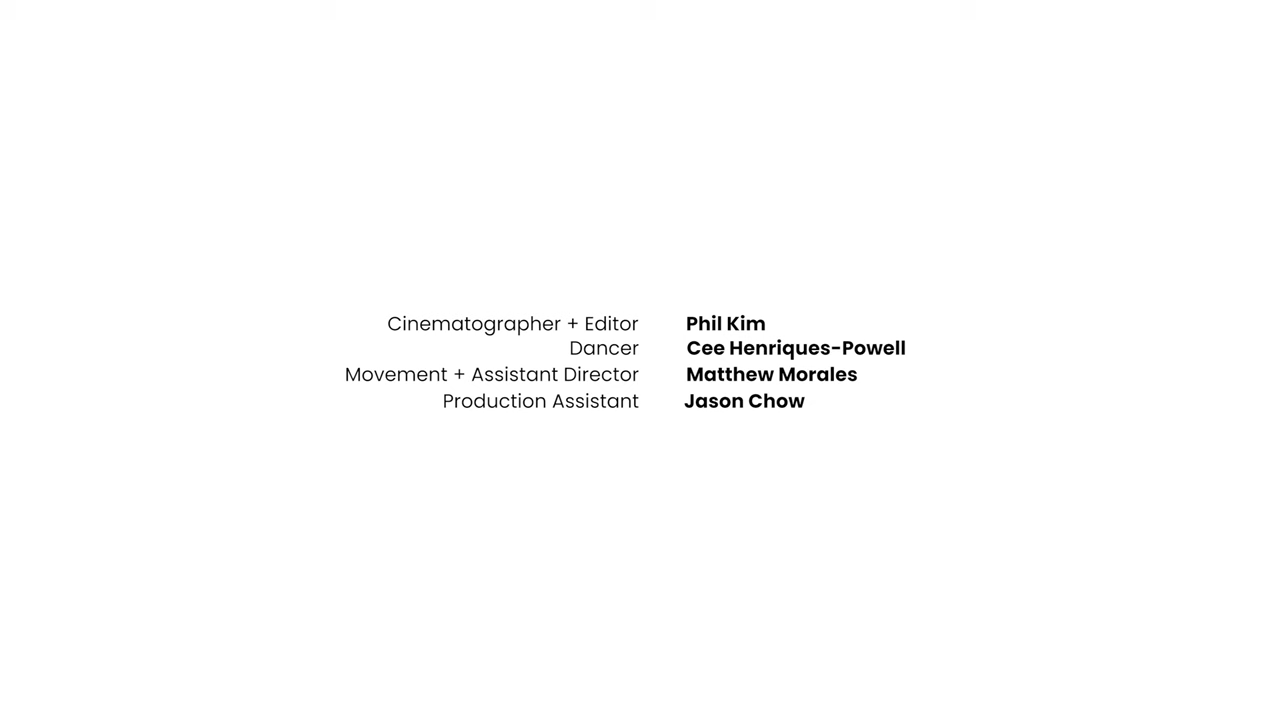 Cinematographer + Editor Phil Kim
Dancer Cee Henriques-Powell
Movement + Assistant Director Matthew Morales
Production Assistant Jason Chow